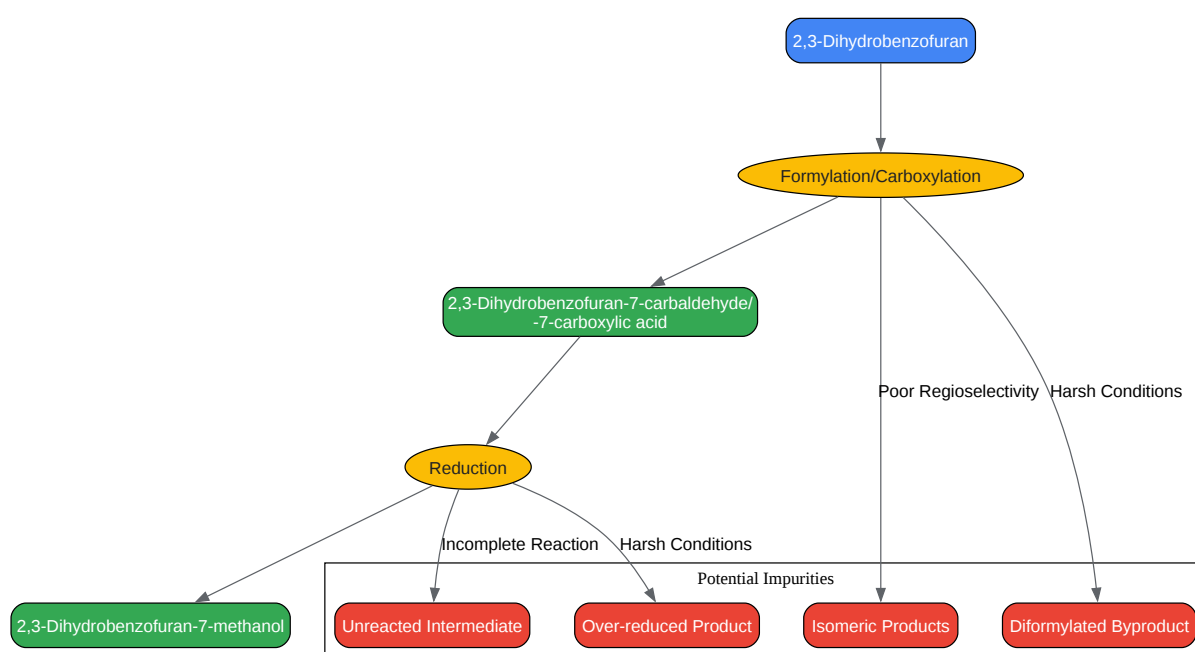 2,3-Dihydrobenzofuran
Formylation/Carboxylation
2,3-Dihydrobenzofuran-7-carbaldehyde/
-7-carboxylic acid
Poor Regioselectivity
Harsh Conditions
Reduction
Incomplete Reaction
Harsh Conditions
Potential Impurities
2,3-Dihydrobenzofuran-7-methanol
Unreacted Intermediate
Over-reduced Product
Isomeric Products
Diformylated Byproduct